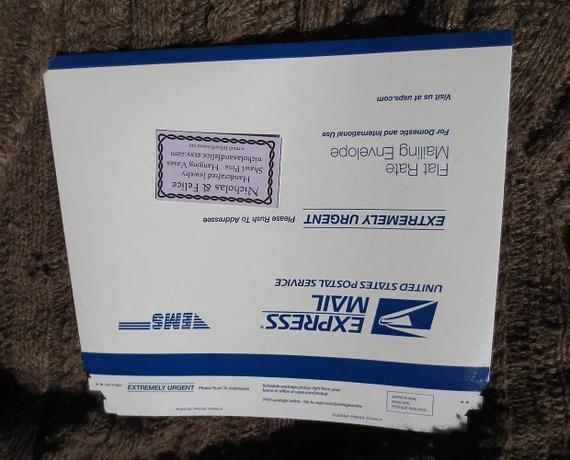 EXPRESS
MAIL
UNITED STATES POSTAL SERVICE
EMS
EXTREMELY URGENT
Please Rush To Addressee
Flat Rate
Mailing Envelope
For Domestic and International Use
Visit us at usps.com
Nicholas & Felice
Handcrafted Jewelry
Shawl Pins Hanging Vases
nicholasandfelice.etsy.com
EXTREMELY URGENT Please Rush To Addressee
Schedule package pickup right from your
home or office at usps.com/pickup
Print postage online - Go to usps.com/postageonline
PLEASE PRESS FIRMLY
PLEASE PRESS FIRMLY